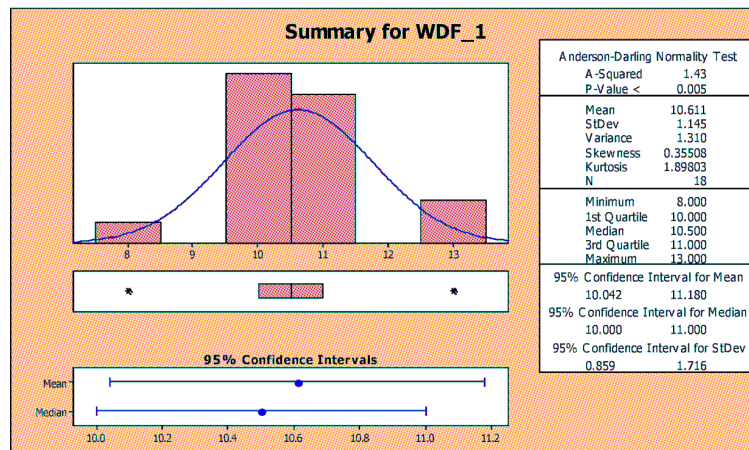 Summary for WDF_1
8 9 10 11 12 13
95% Confidence Intervals
Mean
Median
10.0 10.2 10.4 10.6 10.8 11.0 11.2
Anderson-Darling Normality Test
A-Squared 1.43
P-Value < 0.005
Mean 10.611
StDev 1.145
Variance 1.310
Skewness 0.35508
Kurtosis 1.89803
N 18
Minimum 8.000
1st Quartile 10.000
Median 10.500
3rd Quartile 11.000
Maximum 13.000
95% Confidence Interval for Mean
10.042 11.180
95% Confidence Interval for Median
10.000 11.000
95% Confidence Interval for StDev
0.859 1.716